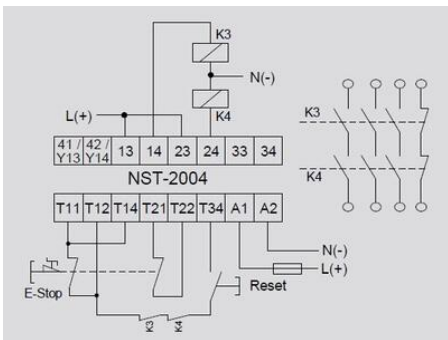 K3
N(-)
L(+)
K4
41 / Y13 42 / Y14 13 14 23 24 33 34
NST-2004
T11 T12 T14 T21 T22 T34 A1 A2
K3
K4
N(-)
L(+)
E-Stop
Reset
K3 K4